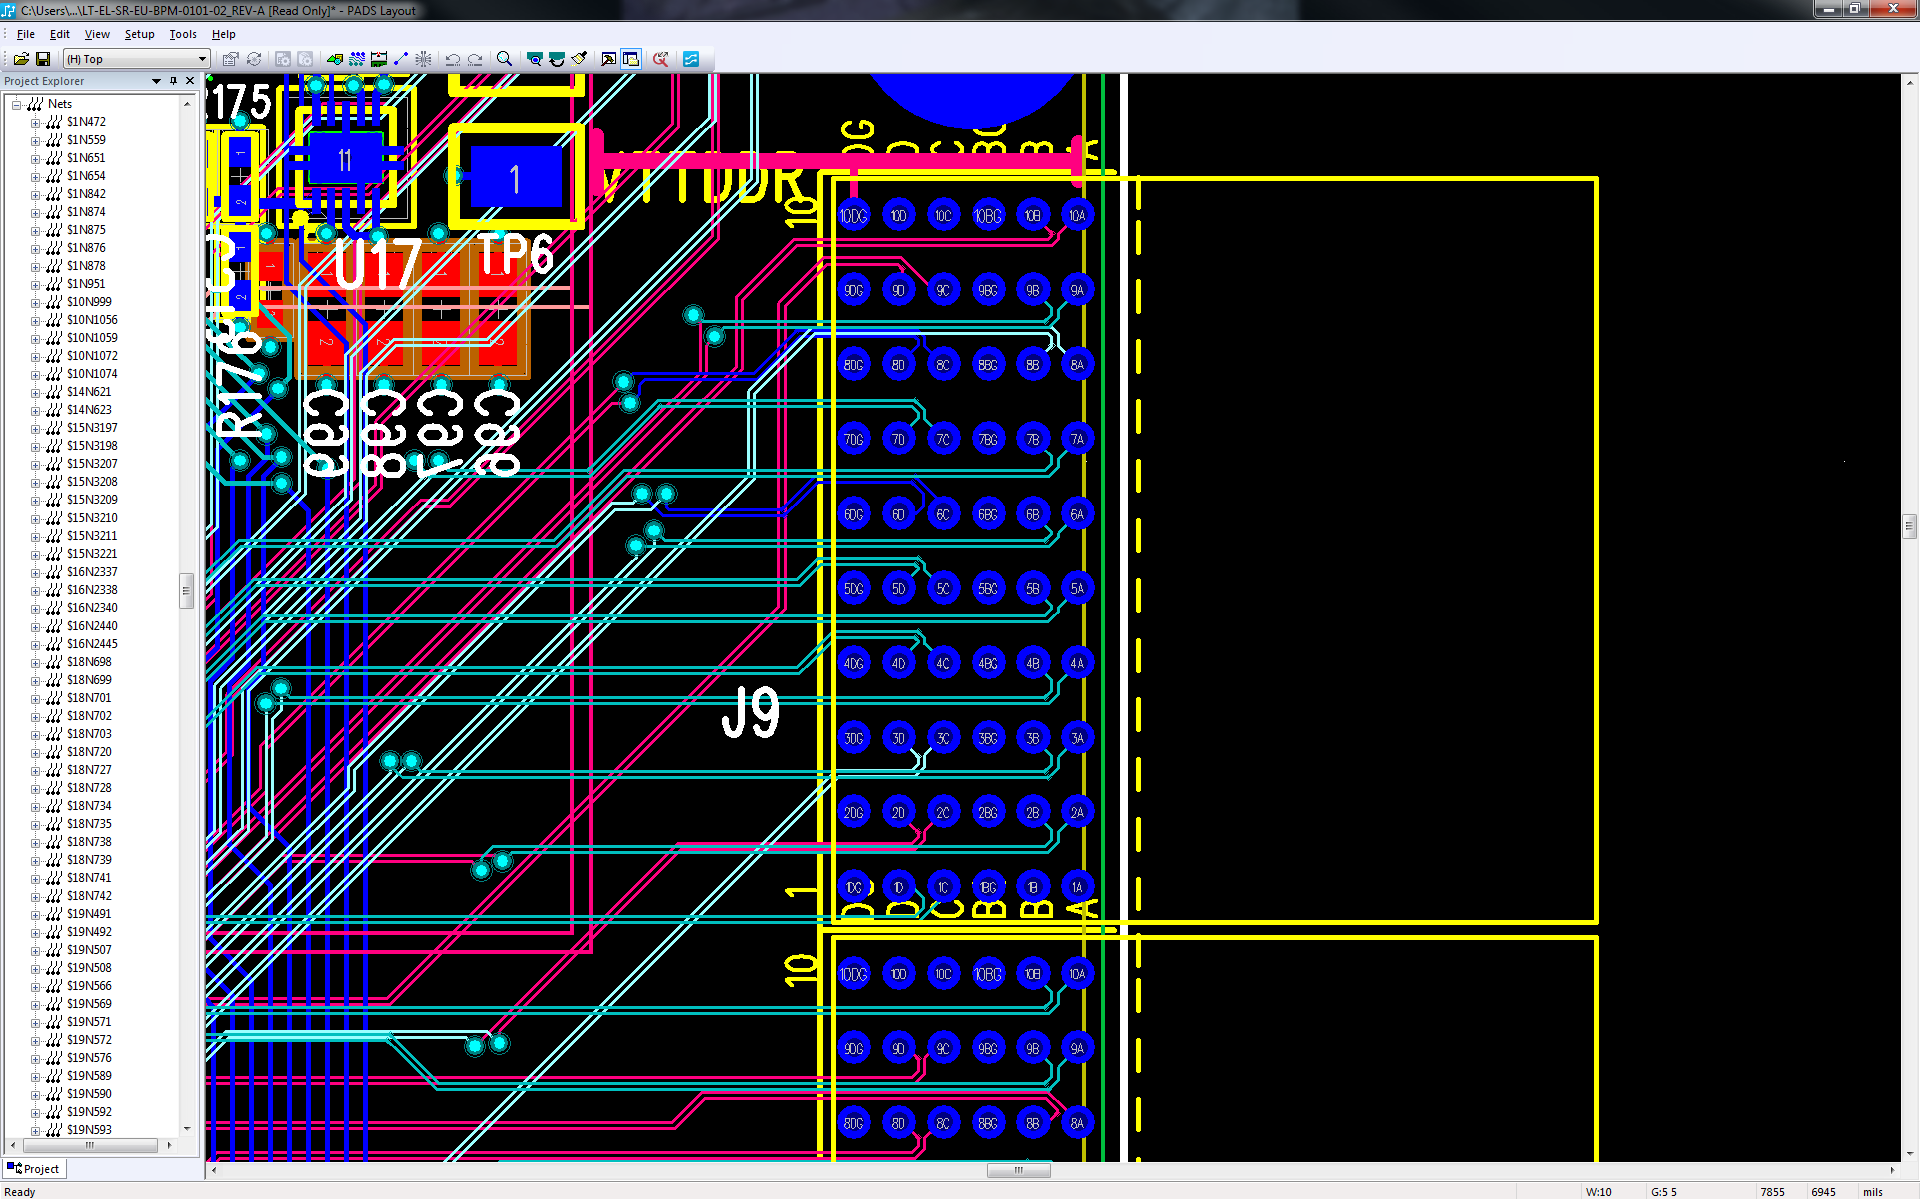 C:\Users\...\LT-EL-SR-EU-BPM-0101-02_REV-A [Read Only]* - PADS Layout
File Edit View Setup Tools Help
(H) Top
Project Explorer
Nets
$1N472
$1N559
$1N651
$1N654
$1N842
$1N874
$1N875
$1N876
$1N878
$1N951
$10N999
$10N1056
$10N1059
$10N1072
$10N1074
$14N621
$14N623
$15N3197
$15N3198
$15N3207
$15N3208
$15N3209
$15N3210
$15N3211
$15N3221
$16N2337
$16N2338
$16N2340
$16N2440
$16N2445
$18N698
$18N699
$18N701
$18N702
$18N703
$18N720
$18N727
$18N728
$18N734
$18N735
$18N738
$18N739
$18N741
$18N742
$19N491
$19N492
$19N507
$19N508
$19N566
$19N569
$19N571
$19N572
$19N576
$19N589
$19N590
$19N592
$19N593
Project
R175
11
1
U17
TP6
R176
J9
10
10DG 10D 10C 10BG 10B 10A
9DG 9D 9C 9BG 9B 9A
8DG 8D 8C 8BG 8B 8A
7DG 7D 7C 7BG 7B 7A
6DG 6D 6C 6BG 6B 6A
5DG 5D 5C 5BG 5B 5A
4DG 4D 4C 4BG 4B 4A
3DG 3D 3C 3BG 3B 3A
2DG 2D 2C 2BG 2B 2A
1
1DG 1D 1C 1BG 1B 1A
10
10DG 10D 10C 10BG 10B 10A
9DG 9D 9C 9BG 9B 9A
8DG 8D 8C 8BG 8B 8A
Ready
W:10 G:5 5 7855 6945 mils